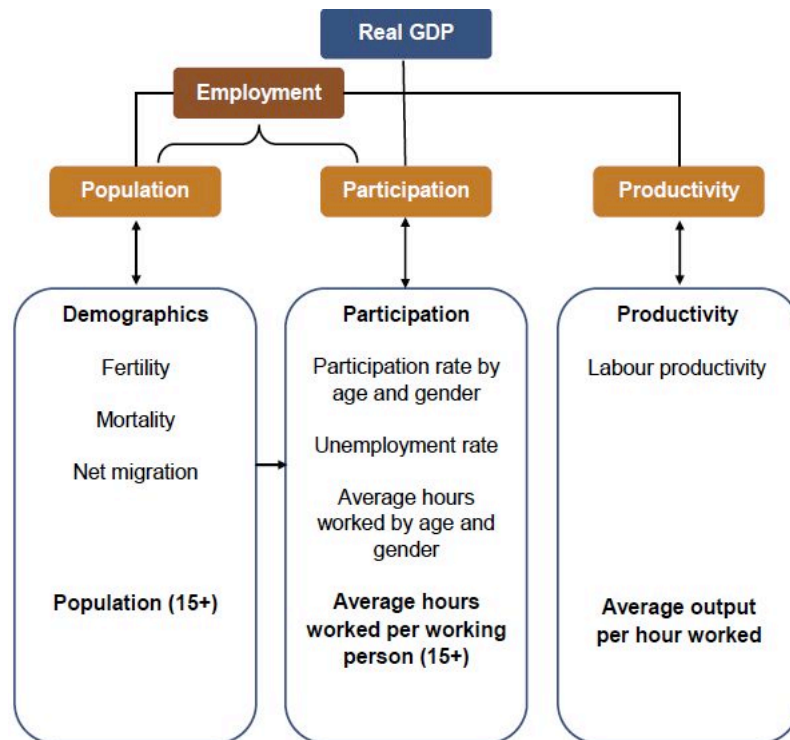 Real GDP
Employment
Population
Participation
Productivity
Demographics
Fertility
Mortality
Net migration
Population (15+)
Participation
Participation rate by
age and gender
Unemployment rate
Average hours
worked by age and
gender
Average hours
worked per working
person (15+)
Productivity
Labour productivity
Average output
per hour worked